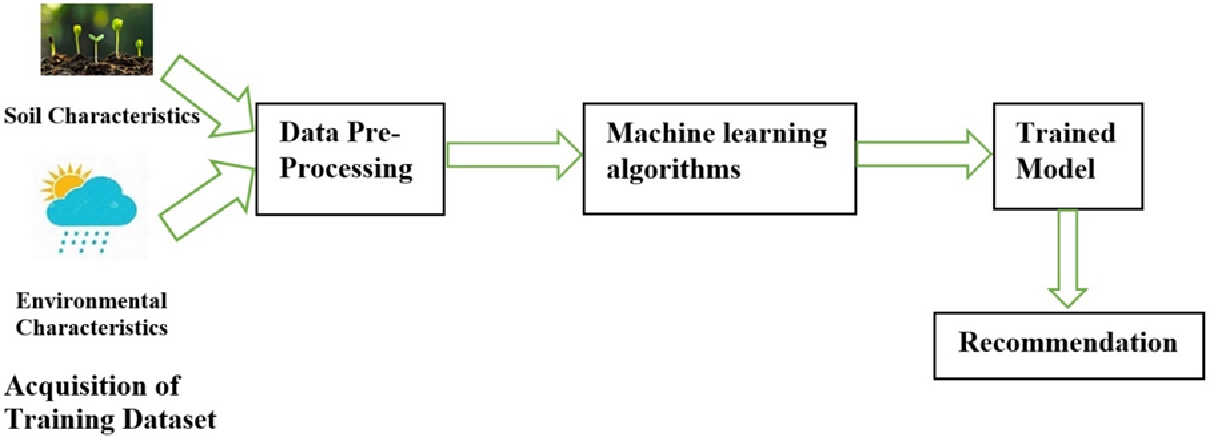 Soil Characteristics
Environmental
Characteristics
Acquisition of
Training Dataset
Data Pre-
Processing
Machine learning
algorithms
Trained
Model
Recommendation